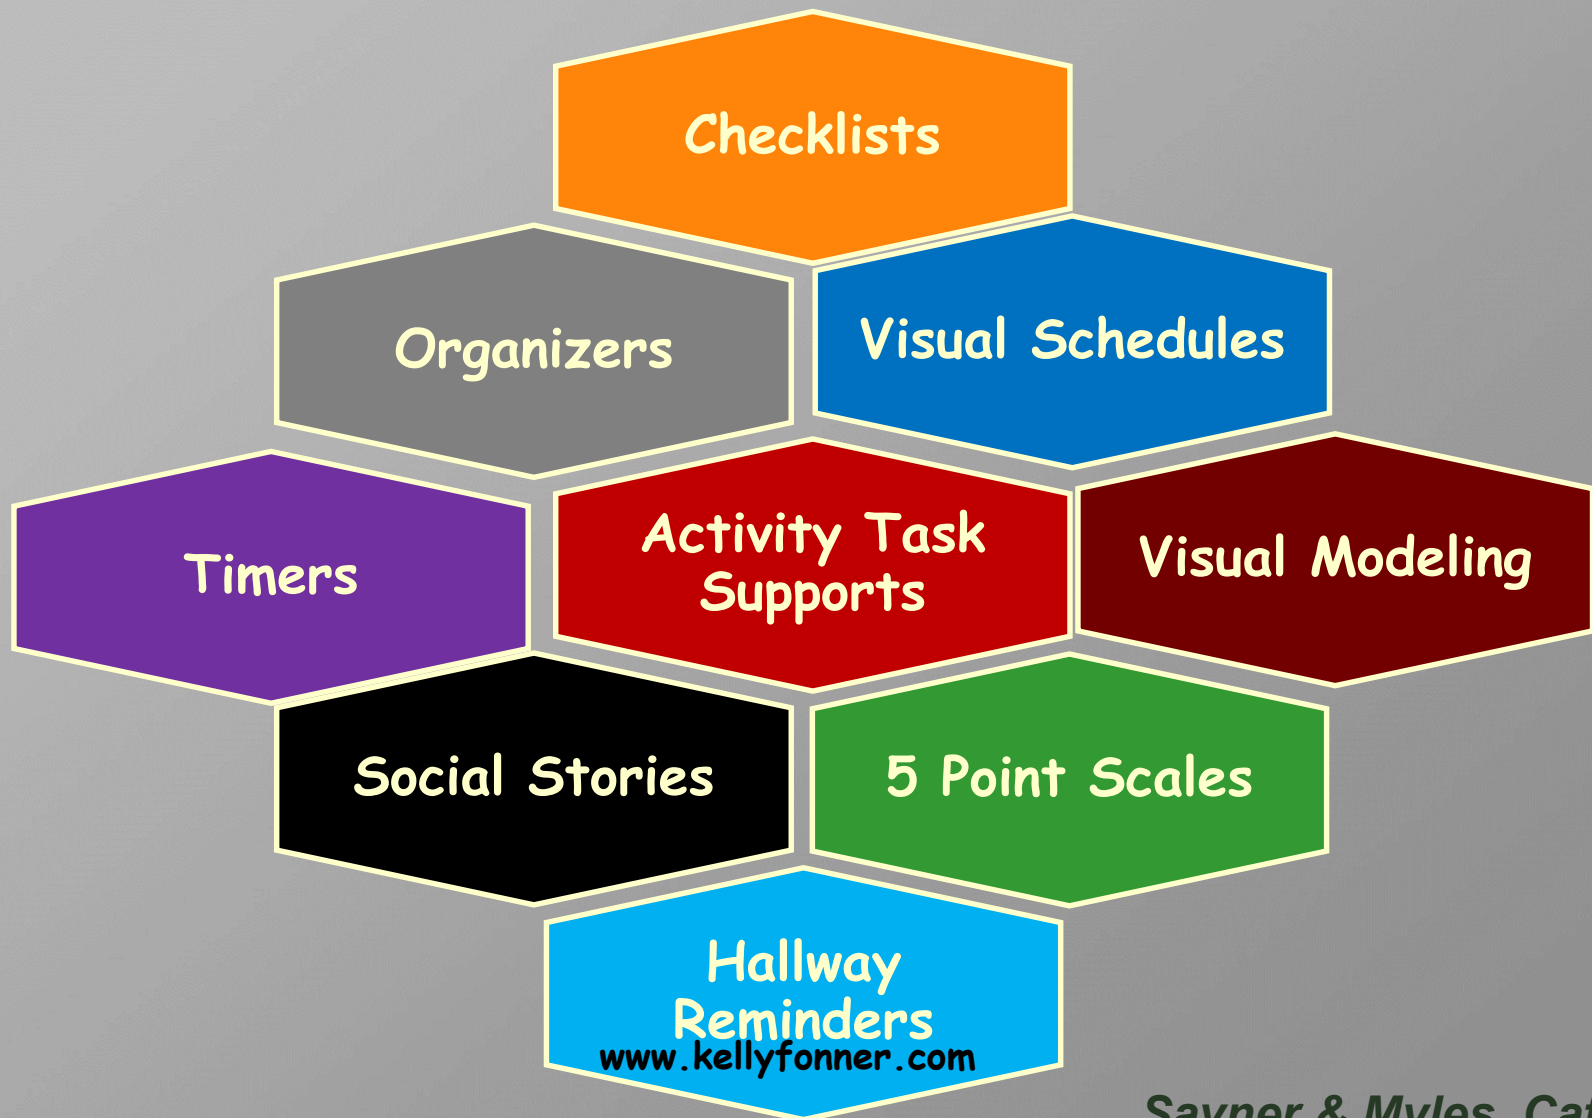 Checklists
Organizers
Visual Schedules
Timers
Activity Task
Supports
Visual Modeling
Social Stories
5 Point Scales
Hallway
Reminders
www.kellyfonner.com
& Myles,